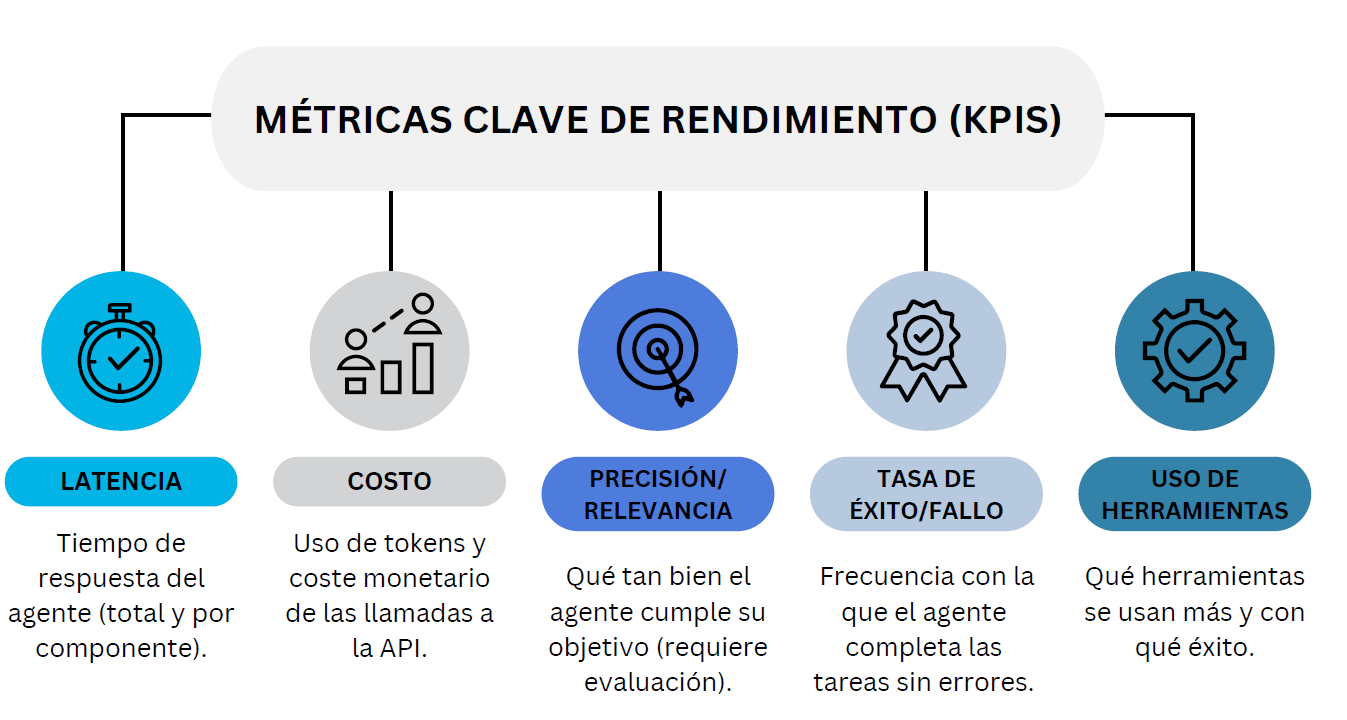 MÉTRICAS CLAVE DE RENDIMIENTO (KPIS)
LATENCIA
Tiempo de
respuesta del
agente (total y por
componente).
COSTO
Uso de tokens y
coste monetario
de las llamadas a
la API.
PRECISIÓN/
RELEVANCIA
Qué tan bien el
agente cumple su
objetivo (requiere
evaluación).
TASA DE
ÉXITO/FALLO
Frecuencia con la
que el agente
completa las
tareas sin errores.
USO DE
HERRAMIENTAS
Qué herramientas
se usan más y con
qué éxito.